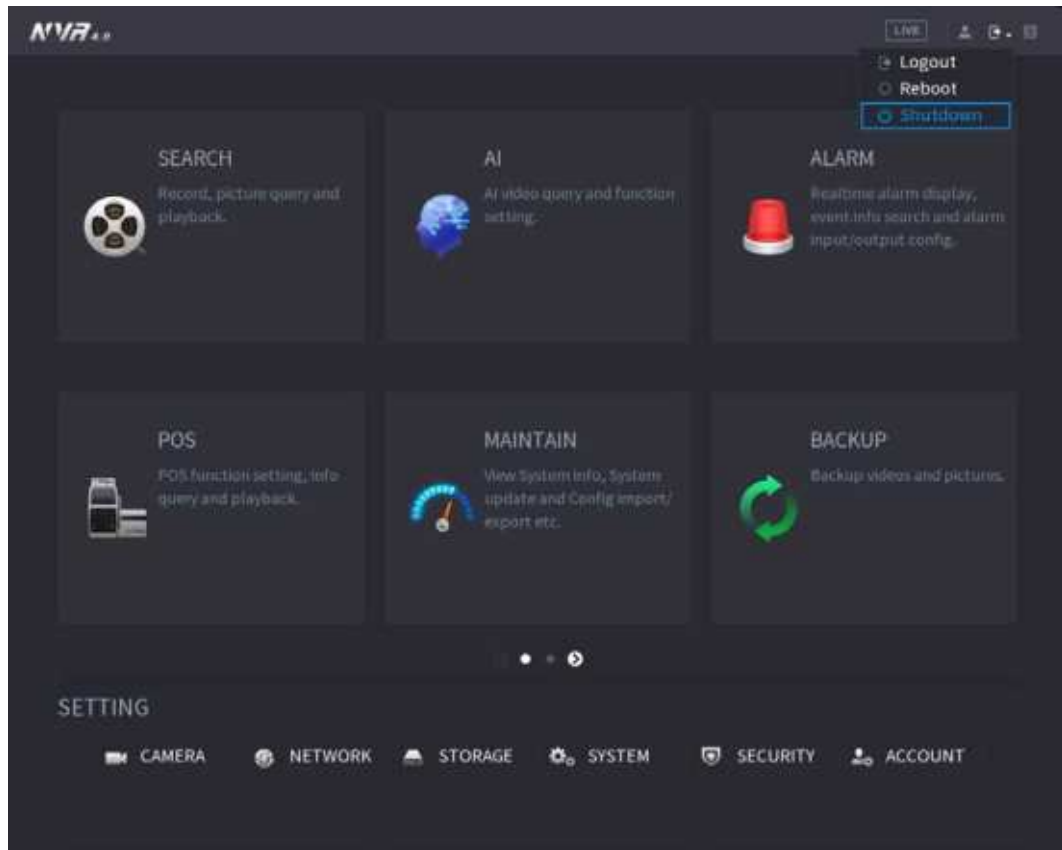 NVR 4.0
LIVE
Logout
Reboot
Shutdown
SEARCH
Record, picture query and
playback.
AI
AI video query and function
setting.
ALARM
Realtime alarm display,
event info search and alarm
input/output config.
POS
POS function setting, info
query and playback.
MAINTAIN
View System info, System
update and Config import/
export etc.
BACKUP
Backup videos and pictures.
SETTING
CAMERA
NETWORK
STORAGE
SYSTEM
SECURITY
ACCOUNT